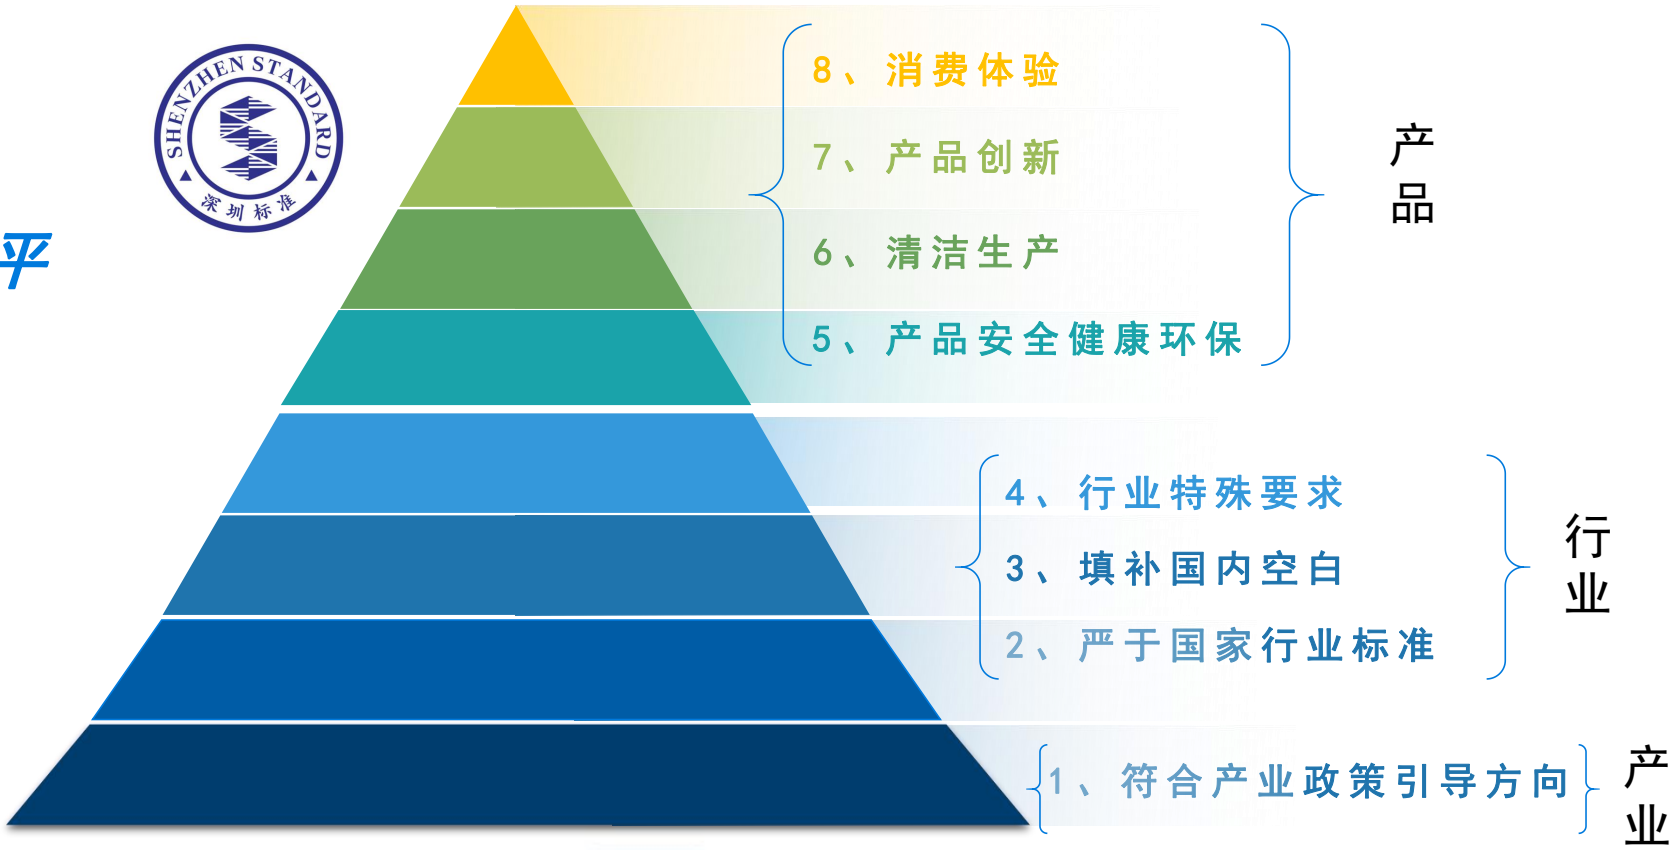 SHENZHEN STANDARD
深圳标准
平
8、消费体验
7、产品创新
6、清洁生产
5、产品安全健康环保
产品
4、行业特殊要求
3、填补国内空白
2、严于国家行业标准
行业
1、符合产业政策引导方向
产业